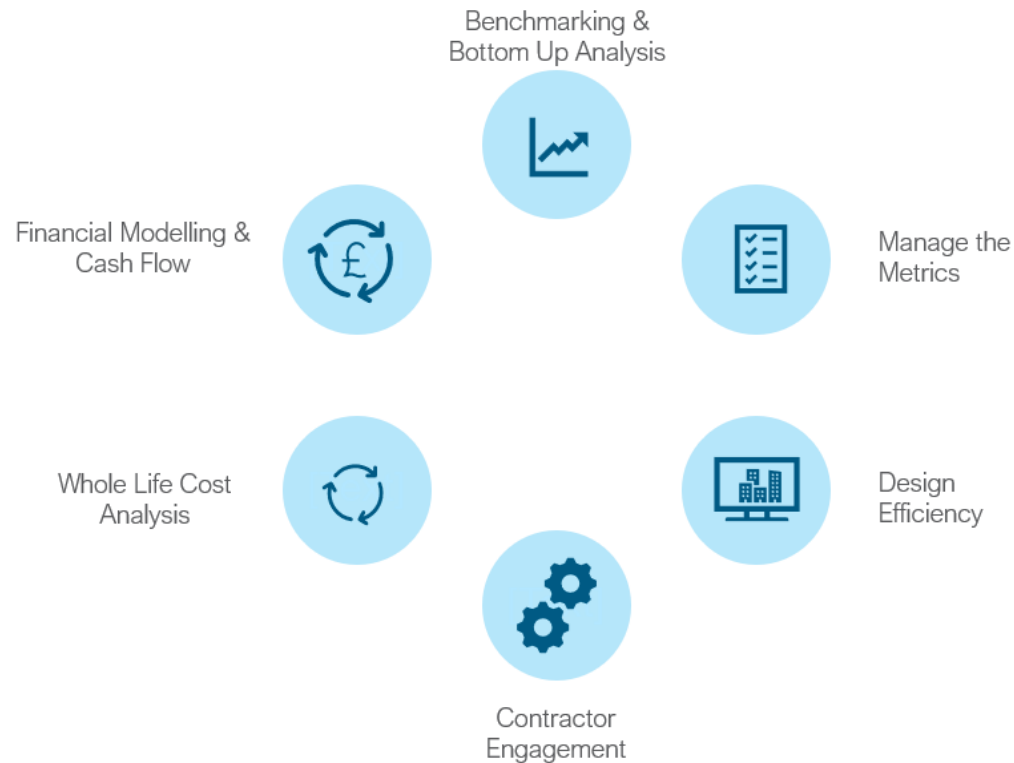 Benchmarking &
Bottom Up Analysis
Financial Modelling &
Cash Flow
£
Manage the
Metrics
Whole Life Cost
Analysis
Design
Efficiency
Contractor
Engagement